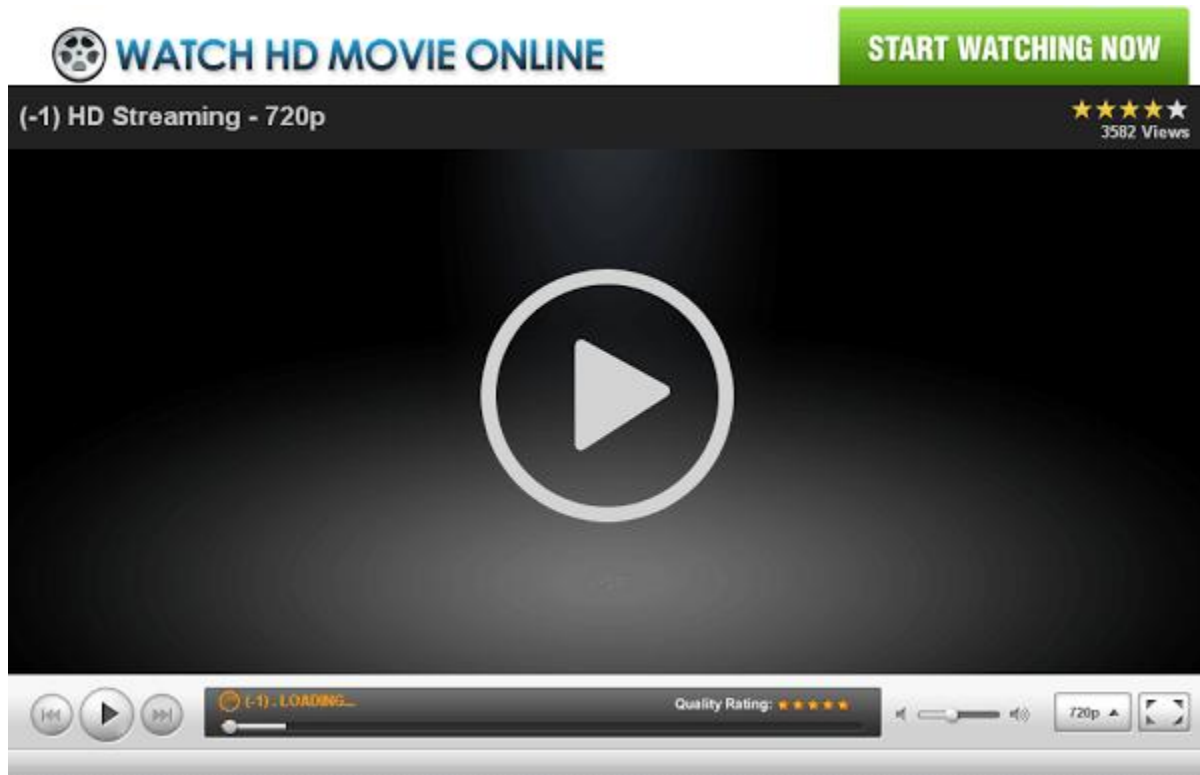 WATCH HD MOVIE ONLINE
START WATCHING NOW
(-1) HD Streaming - 720p
3582 Views
(-1) . LOADING...
Quality Rating:
720p